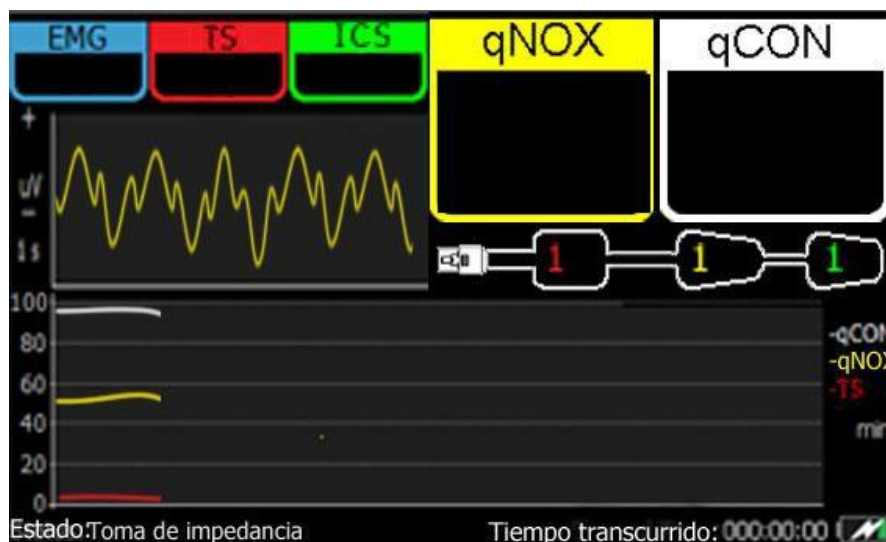 EMG TS ICS qNOX qCON
+
uV
-
1s
1 1 1
100
80
60
40
20
0
-qCON
-qNOX
-TS
min
Estado:Toma de impedancia Tiempo transcurrido: 000:00:00